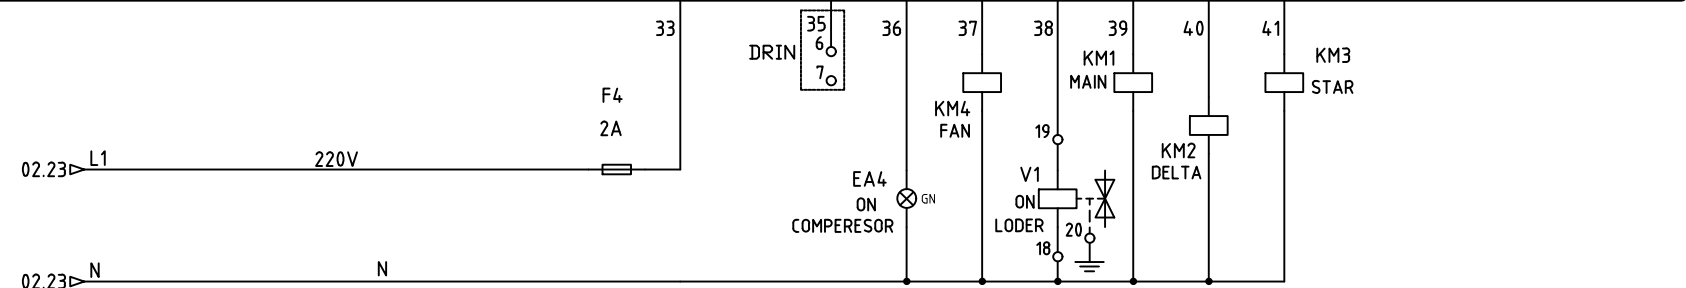 33
35
36
37
38
39
40
41
DRIN
6
7
KM1
MAIN
KM3
STAR
F4
2A
KM4
FAN
19
KM2
DELTA
02.23
L1
220V
EA4
ON
COMPERESOR
GN
V1
ON
LODER
20
18
02.23
N
N